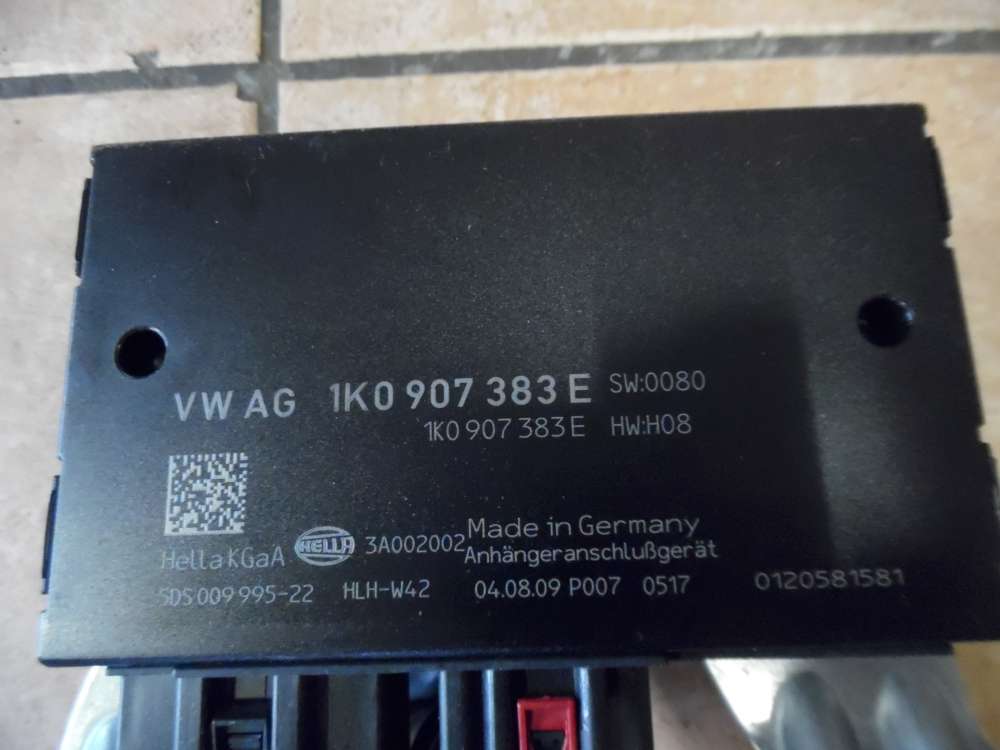 VW AG 1K0 907 383 E SW:0080
1K0 907 383 E HW:H08
Hella KGaA HELLA 3A002002 Made in Germany
Anhängeranschlußgerät
5DS 009 995-22 HLH-W42 04.08.09 P007 0517 0120581581